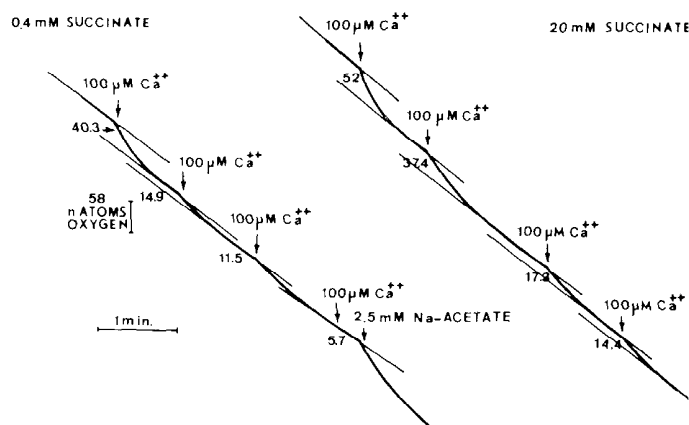 0.4 mM SUCCINATE
100 µM Ca++
20 mM SUCCINATE
100 µM Ca++
52
40.3
100 µM Ca++
37.4
100 µM Ca++
14.9
58
n ATOMS
OXYGEN
100 µM Ca++
11.5
100 µM Ca++
17.3
100 µM Ca++
2.5 mM Na-ACETATE
5.7
100 µM Ca++
14.4
1 min.